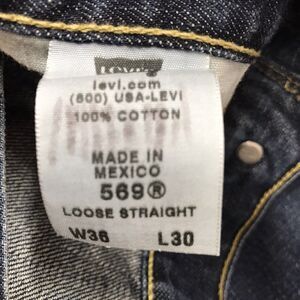 LEVI'S
levi.com
(800) USA-LEVI
100% COTTON
MADE IN
MEXICO
569®
LOOSE STRAIGHT
W36 L30